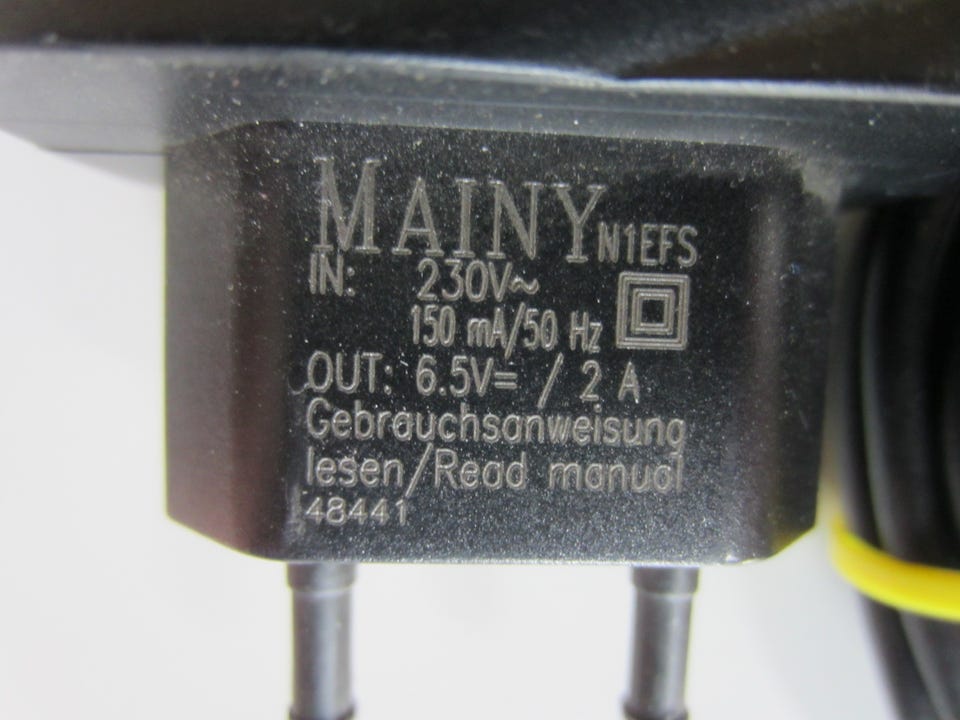 MAINY N1EFS
IN: 230V~
150 mA/50 Hz
OUT: 6.5V= / 2 A
Gebrauchsanweisung
lesen/Read manual
48441